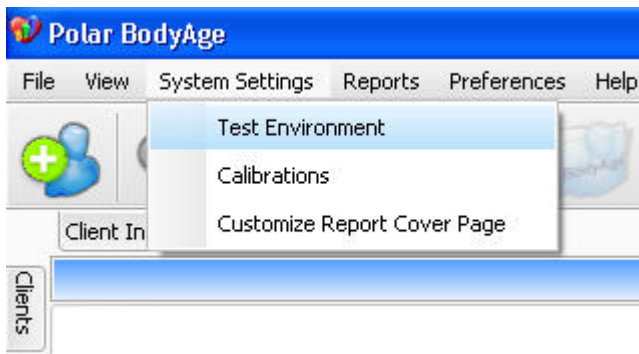 Polar BodyAge
File View System Settings Reports Preferences Help
Test Environment
Calibrations
Customize Report Cover Page
BodyAge
Client In
Clients